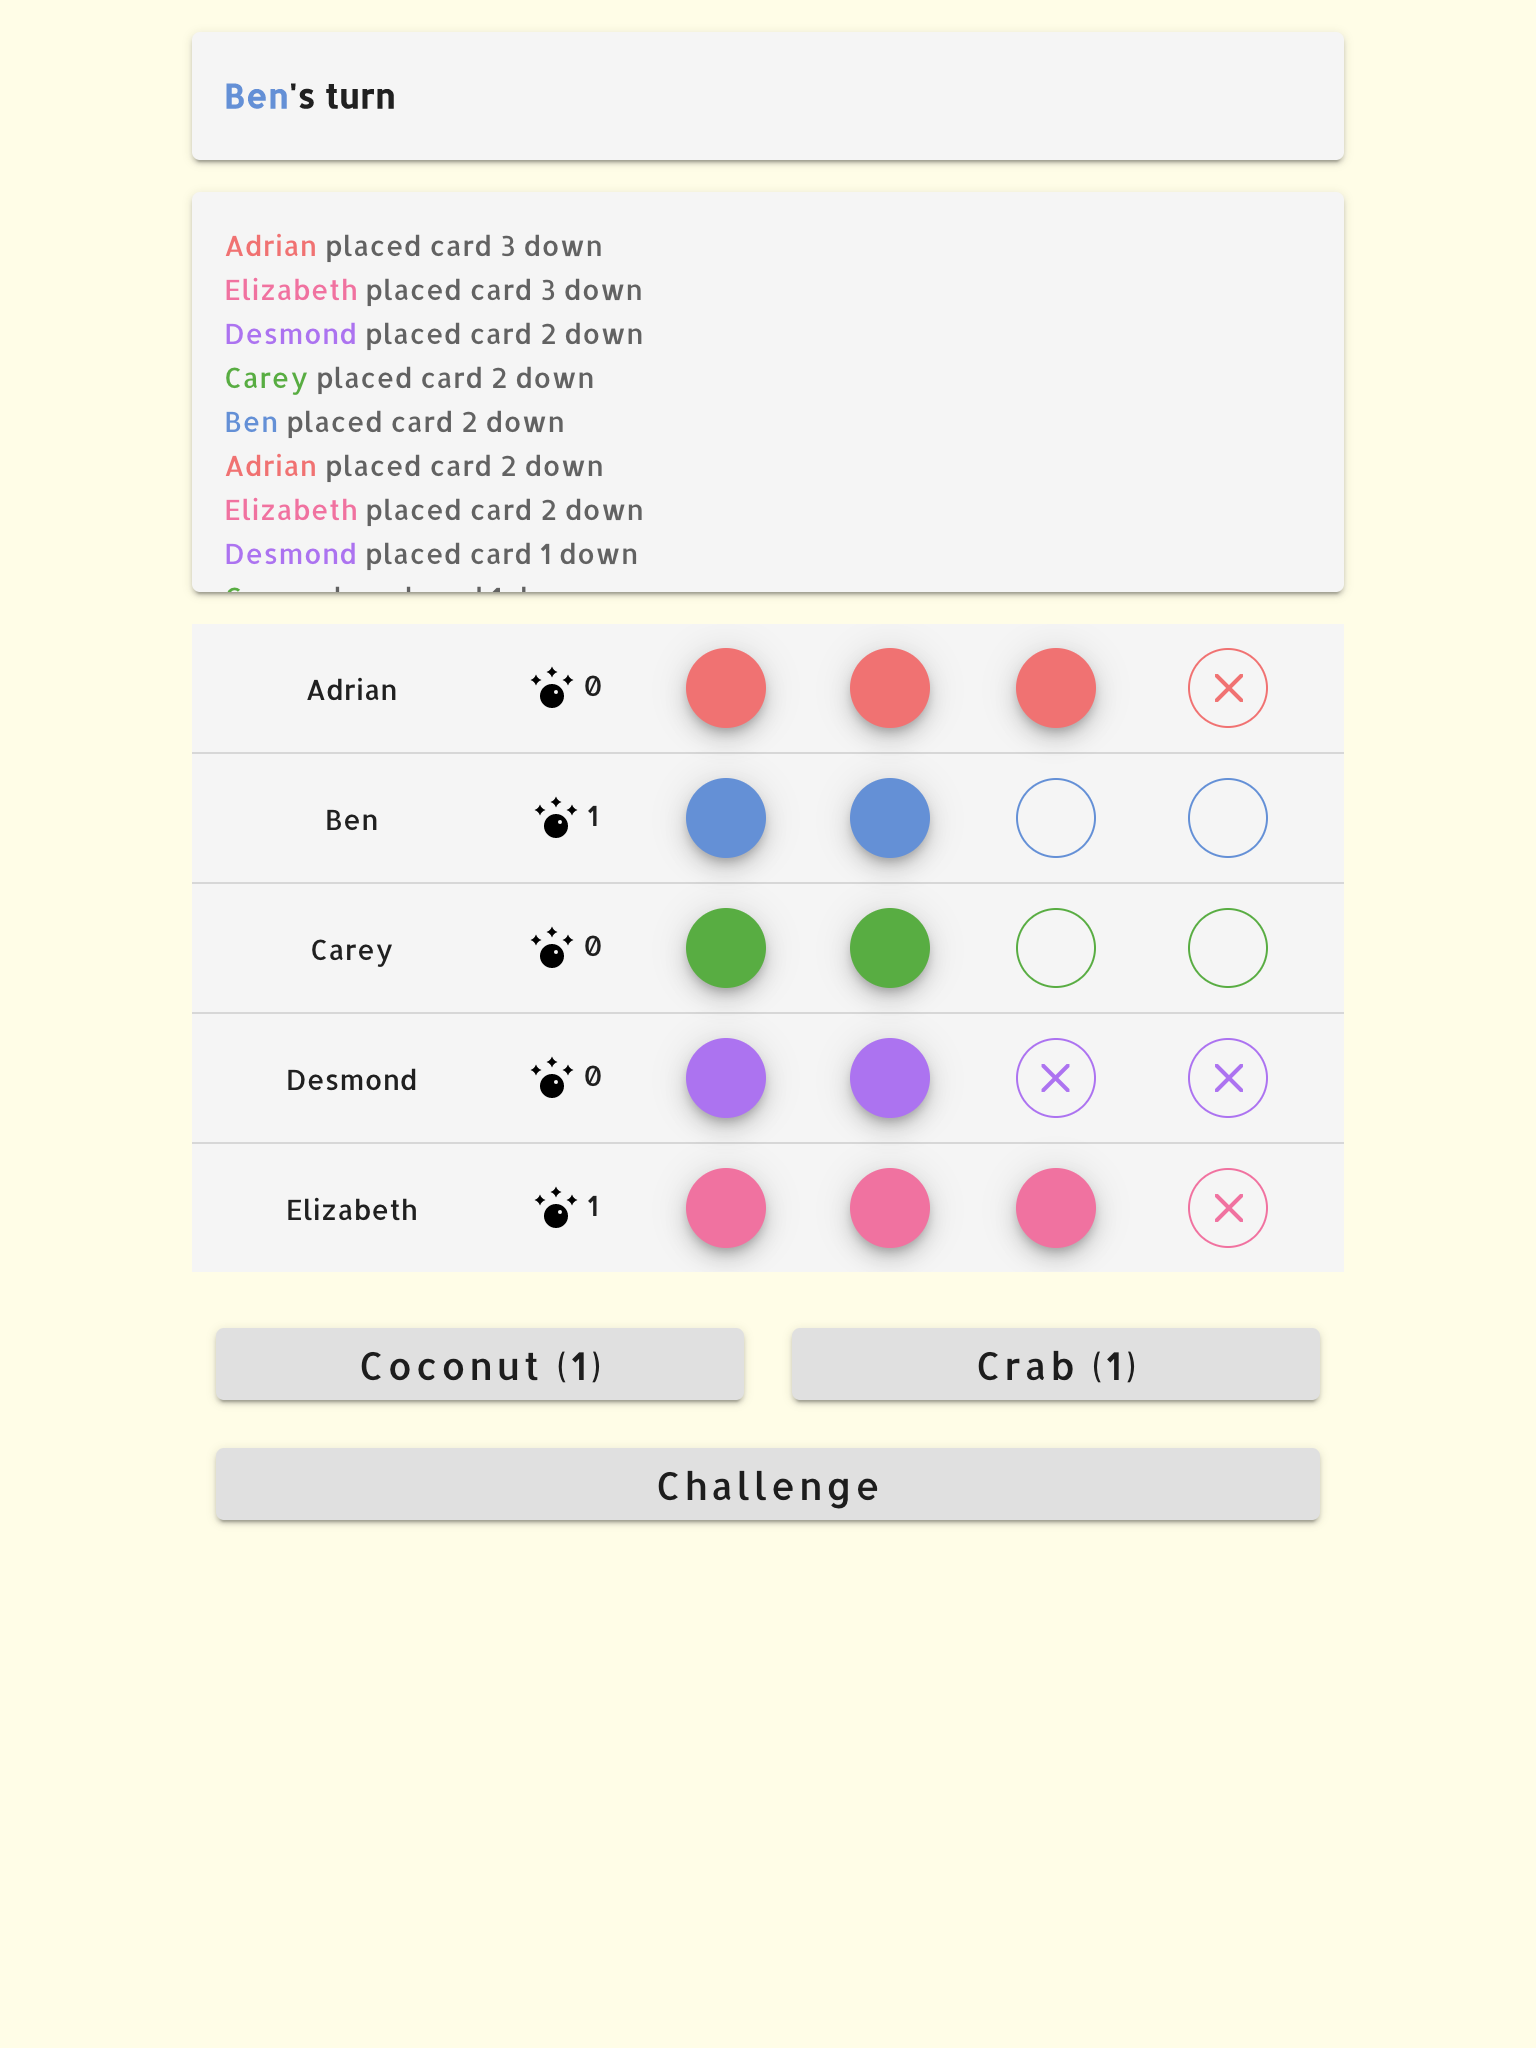 Ben's turn
Adrian placed card 3 down
Elizabeth placed card 3 down
Desmond placed card 2 down
Carey placed card 2 down
Ben placed card 2 down
Adrian placed card 2 down
Elizabeth placed card 2 down
Desmond placed card 1 down
Adrian 0
Ben 1
Carey 0
Desmond 0
Elizabeth 1
Coconut (1) Crab (1)
Challenge